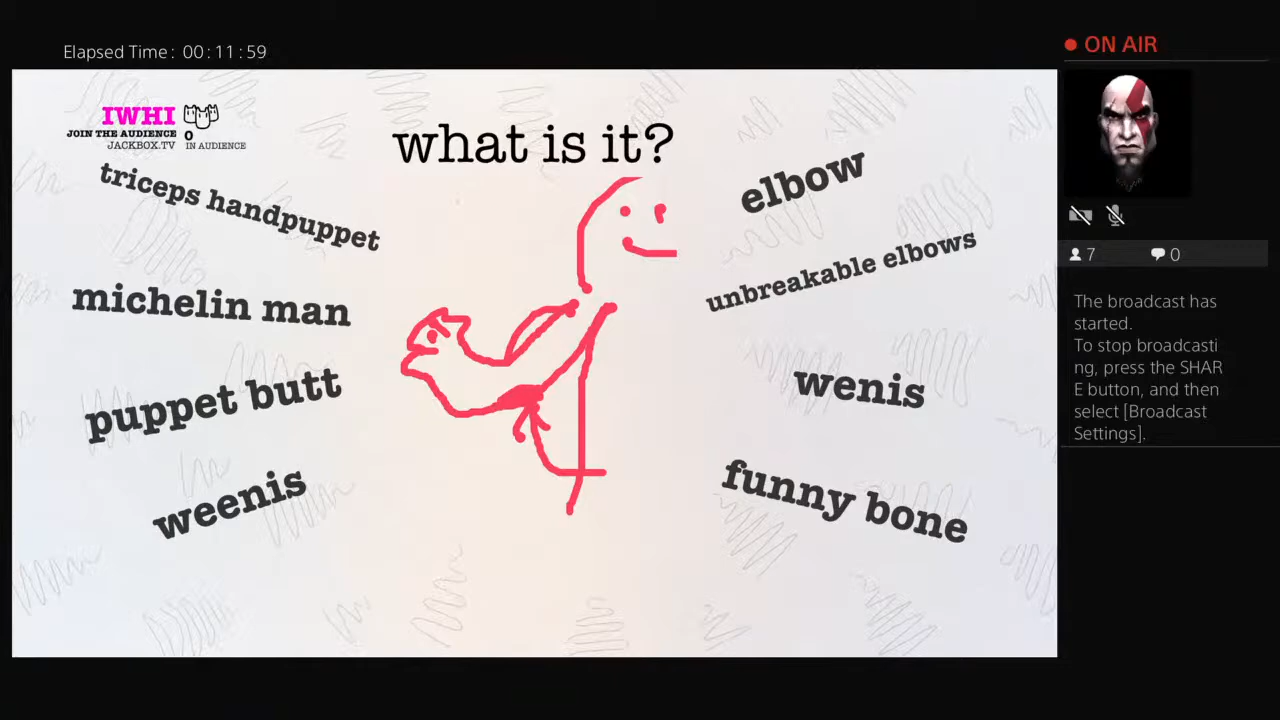 Elapsed Time: 00:11:59
ON AIR
IWHI
JOIN THE AUDIENCE
JACKBOX.TV
0
IN AUDIENCE
what is it?
triceps handpuppet
michelin man
puppet butt
weenis
elbow
unbreakable elbows
wenis
funny bone
7
0
The broadcast has
started.
To stop broadcasti
ng, press the SHAR
E button, and then
select [Broadcast
Settings].